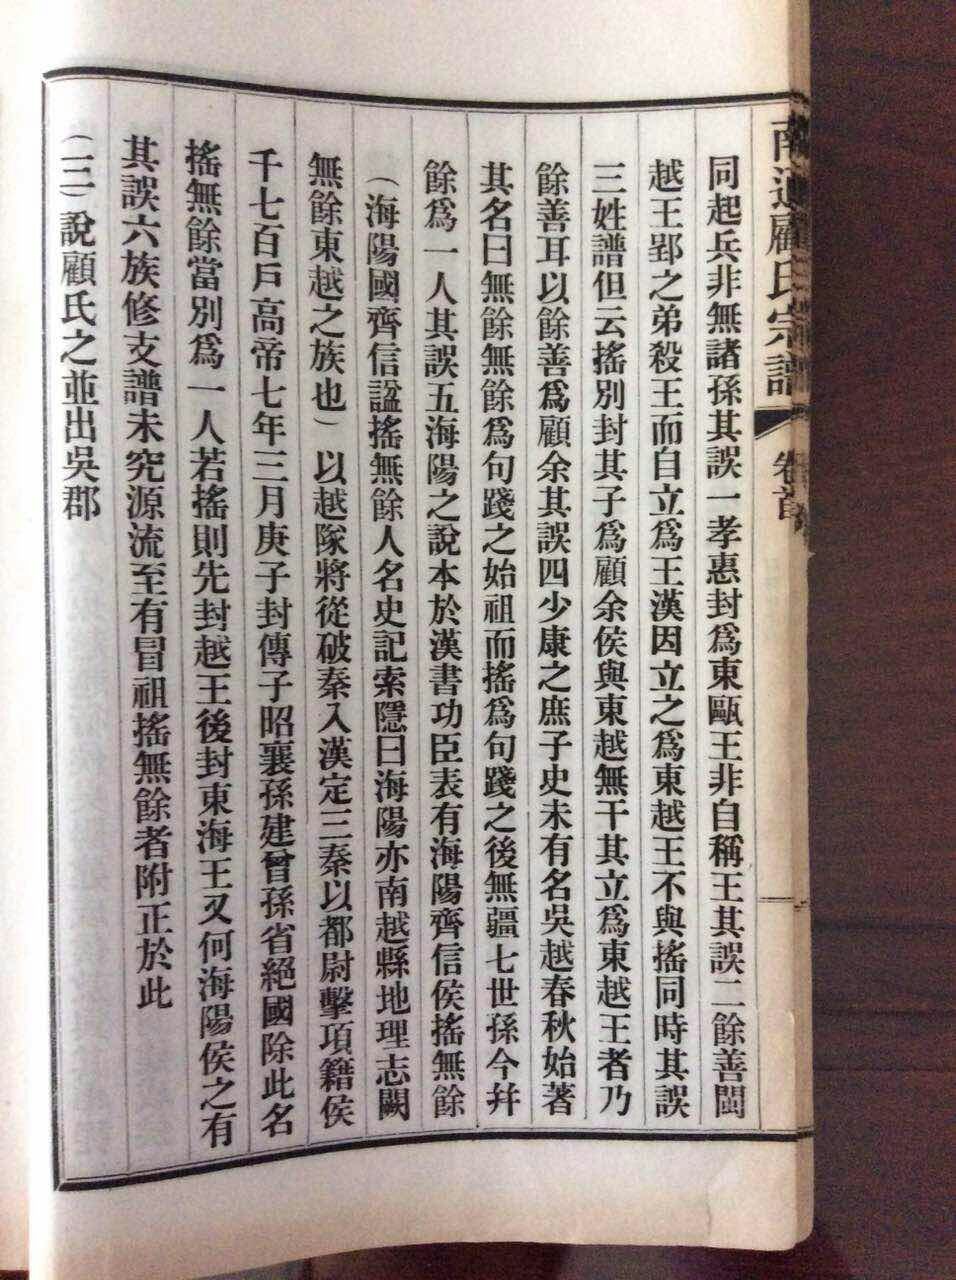 南通顧氏宗譜 卷首
同起兵非無諸孫其誤一孝惠封爲東甌王非自稱王其誤二餘善閩
越王郢之弟殺王而自立爲王漢因立之爲東越王不與搖同時其誤
三姓譜但云搖別封其子爲顧余侯與東越無干其立爲東越王者乃
餘善耳以餘善爲顧余其誤四少康之庶子史未有名吳越春秋始著
其名曰無餘無餘爲句踐之始祖而搖爲句踐之後無疆七世孫今幷
餘爲一人其誤五海陽之說本於漢書功臣表有海陽齊信侯搖無餘
（海陽國齊信諡搖無餘人名史記索隱曰海陽亦南越縣地理志闕
無餘東越之族也）以越隊將從破秦入漢定三秦以都尉擊項籍侯
千七百戶高帝七年三月庚子封傳子昭襄孫建曾孫省絕國除此名
搖無餘當別爲一人若搖則先封越王後封東海王又何海陽侯之有
其誤六族修支譜未究源流至有冒祖搖無餘者附正於此
（三）說顧氏之並出吳郡